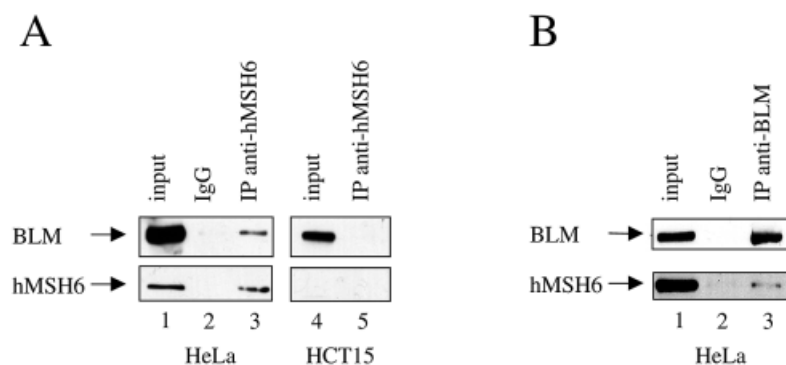 A
B
input
IgG
IP anti-hMSH6
input
IP anti-hMSH6
input
IgG
IP anti-BLM
BLM
BLM
hMSH6
hMSH6
1 2 3 4 5
1 2 3
HeLa HCT15
HeLa